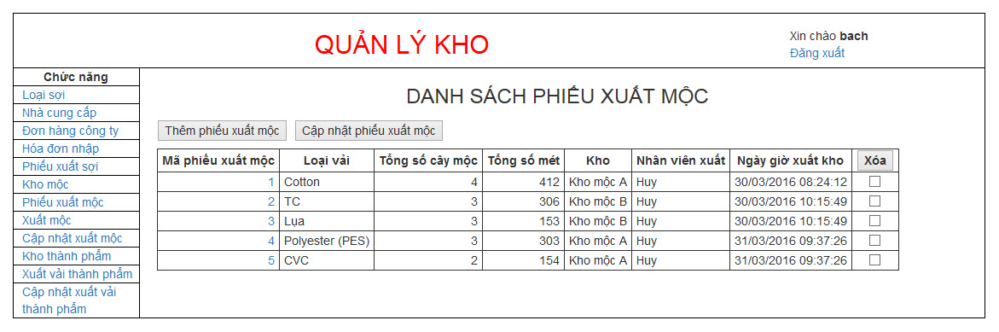 QUẢN LÝ KHO
Xin chào bach
Đăng xuất
Chức năng
Loại sợi
Nhà cung cấp
Đơn hàng công ty
Hóa đơn nhập
Phiếu xuất sợi
Kho mộc
Phiếu xuất mộc
Xuất mộc
Cập nhật xuất mộc
Kho thành phẩm
Xuất vải thành phẩm
Cập nhật xuất vải
thành phẩm
DANH SÁCH PHIẾU XUẤT MỘC
Thêm phiếu xuất mộc Cập nhật phiếu xuất mộc
Mã phiếu xuất mộc Loại vải Tổng số cây mộc Tổng số mét Kho Nhân viên xuất Ngày giờ xuất kho Xóa
1 Cotton 4 412 Kho mộc A Huy 30/03/2016 08:24:12
2 TC 3 306 Kho mộc B Huy 30/03/2016 10:15:49
3 Lụa 3 153 Kho mộc B Huy 30/03/2016 10:15:49
4 Polyester (PES) 3 303 Kho mộc A Huy 31/03/2016 09:37:26
5 CVC 2 154 Kho mộc A Huy 31/03/2016 09:37:26